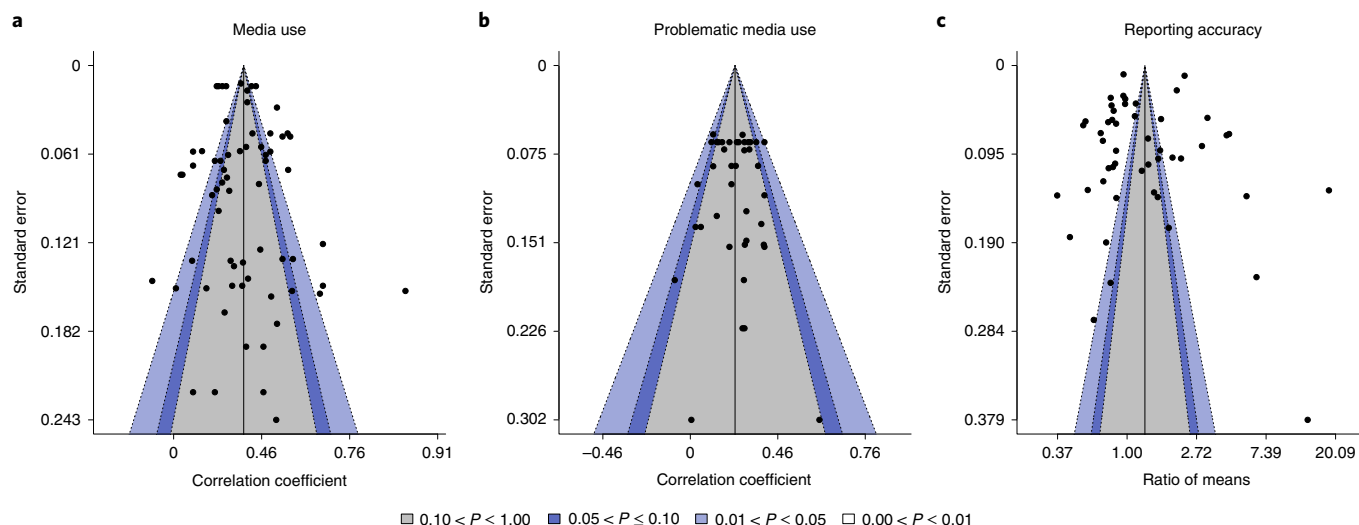 a
Media use
0
0.061
0.121
0.182
0.243
Standard error
0
0.46
0.76
0.91
Correlation coefficient
b
Problematic media use
0
0.075
0.151
0.226
0.302
Standard error
−0.46
0
0.46
0.76
Correlation coefficient
c
Reporting accuracy
0
0.095
0.190
0.284
0.379
Standard error
0.37
1.00
2.72
7.39
20.09
Ratio of means
0.10 < P < 1.00 0.05 < P ≤ 0.10 0.01 < P < 0.05 0.00 < P < 0.01